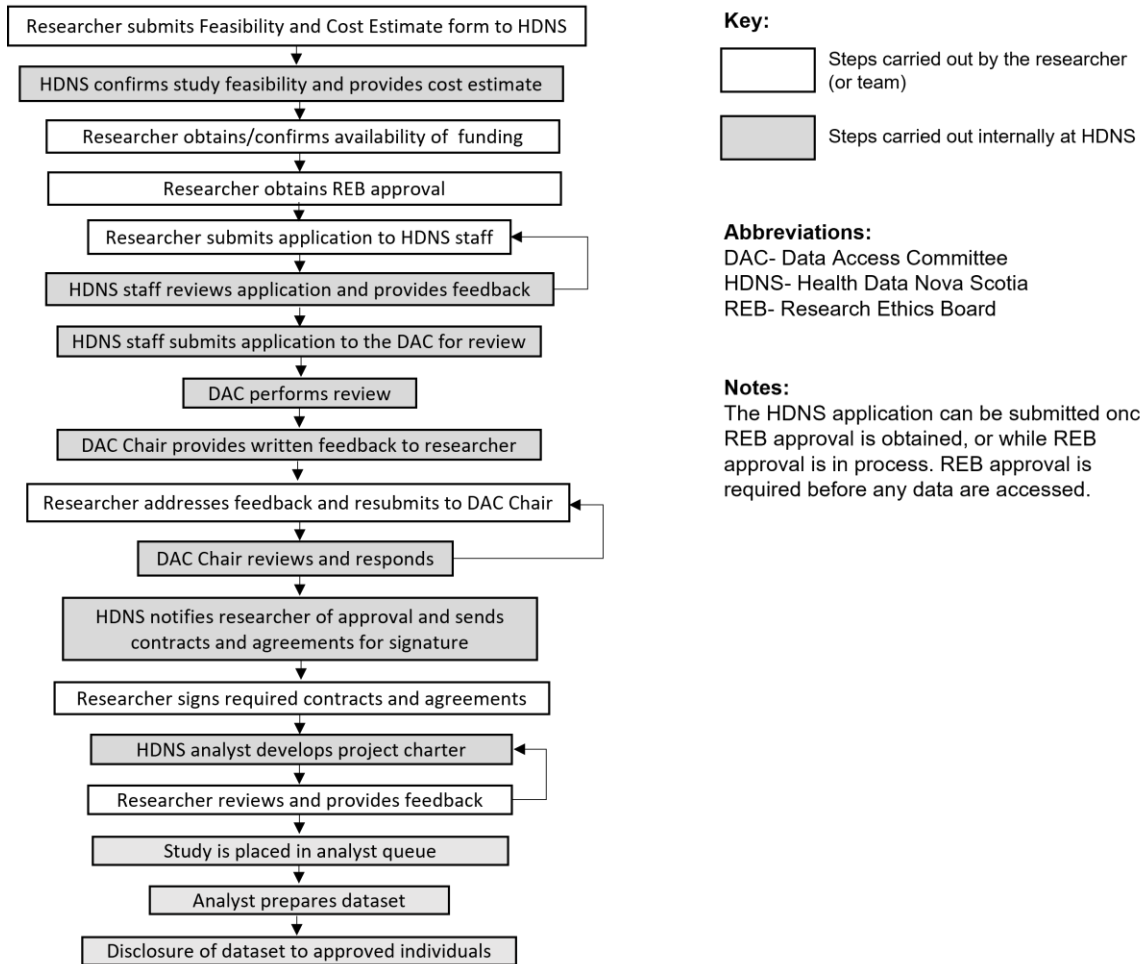 Researcher submits Feasibility and Cost Estimate form to HDNS
HDNS confirms study feasibility and provides cost estimate
Researcher obtains/confirms availability of funding
Researcher obtains REB approval
Researcher submits application to HDNS staff
HDNS staff reviews application and provides feedback
HDNS staff submits application to the DAC for review
DAC performs review
DAC Chair provides written feedback to researcher
Researcher addresses feedback and resubmits to DAC Chair
DAC Chair reviews and responds
HDNS notifies researcher of approval and sends
contracts and agreements for signature
Researcher signs required contracts and agreements
HDNS analyst develops project charter
Researcher reviews and provides feedback
Study is placed in analyst queue
Analyst prepares dataset
Disclosure of dataset to approved individuals
Key:
Steps carried out by the researcher
(or team)
Steps carried out internally at HDNS
Abbreviations:
DAC- Data Access Committee
HDNS- Health Data Nova Scotia
REB- Research Ethics Board
Notes:
The HDNS application can be submitted onc
REB approval is obtained, or while REB
approval is in process. REB approval is
required before any data are accessed.